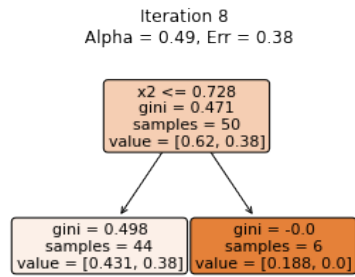 Iteration 8
Alpha = 0.49, Err = 0.38
x2 <= 0.728
gini = 0.471
samples = 50
value = [0.62, 0.38]
gini = 0.498
samples = 44
value = [0.431, 0.38]
gini = -0.0
samples = 6
value = [0.188, 0.0]